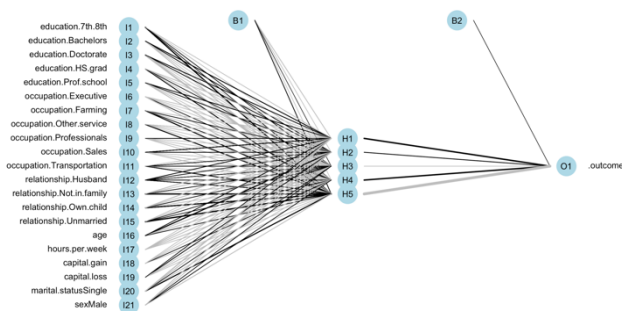 education.7th.8th I1
education.Bachelors I2
education.Doctorate I3
education.HS.grad I4
education.Prof.school I5
occupation.Executive I6
occupation.Farming I7
occupation.Other.service I8
occupation.Professionals I9
occupation.Sales I10
occupation.Transportation I11
relationship.Husband I12
relationship.Not.in.family I13
relationship.Own.child I14
relationship.Unmarried I15
age I16
hours.per.week I17
capital.gain I18
capital.loss I19
marital.statusSingle I20
sexMale I21
B1
H1
H2
H3
H4
H5
B2
O1 .outcome